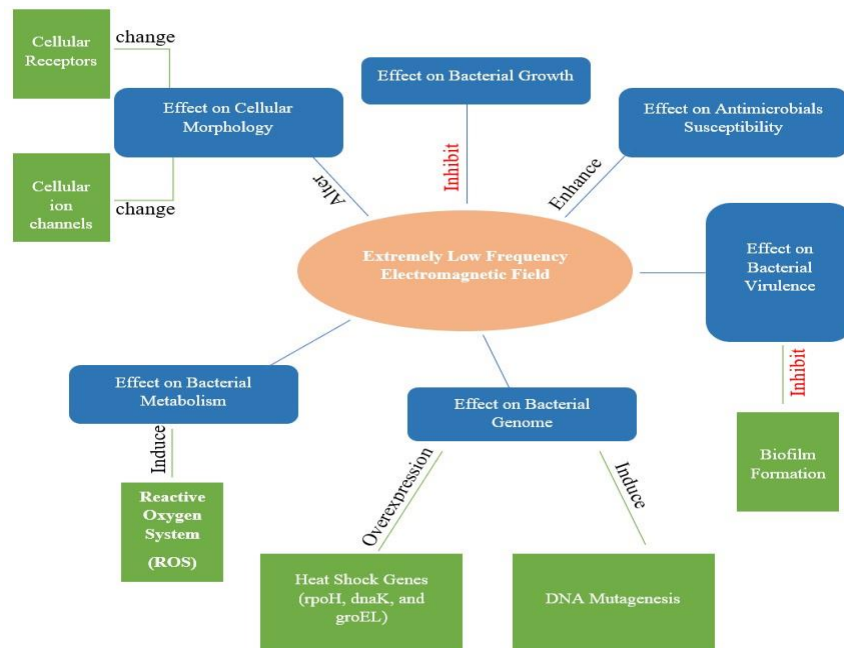 Cellular
Receptors
change
Effect on Cellular
Morphology
Cellular
ion
channels
change
Alter
Effect on Bacterial Growth
Inhibit
Effect on Antimicrobials
Susceptibility
Enhance
Extremely Low Frequency
Electromagnetic Field
Effect on
Bacterial
Virulence
Inhibit
Biofilm
Formation
Effect on Bacterial
Metabolism
Induce
Reactive
Oxygen
System
(ROS)
Effect on Bacterial
Genome
Overexpression
Heat Shock Genes
(rpoH, dnaK, and
groEL)
Induce
DNA Mutagenesis